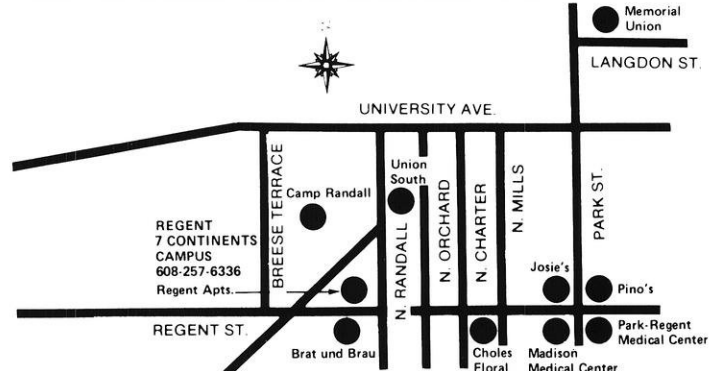 Memorial
Union
LANGDON ST.
UNIVERSITY AVE.
BREESE TERRACE
Camp Randall
Union
South
N. RANDALL
N. ORCHARD
N. CHARTER
N. MILLS
PARK ST.
REGENT
7 CONTINENTS
CAMPUS
608-257-6336
Regent Apts.
Josie's
Pino's
REGENT ST.
Brat und Brau
Choles
Floral
Madison
Medical Center
Park-Regent
Medical Center